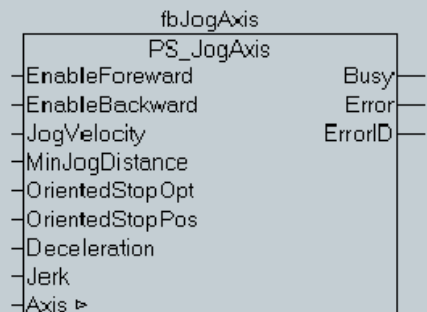 fbJogAxis
PS_JogAxis
EnableForeward Busy
EnableBackward Error
JogVelocity ErrorID
MinJogDistance
OrientedStopOpt
OrientedStopPos
Deceleration
Jerk
Axis ▹